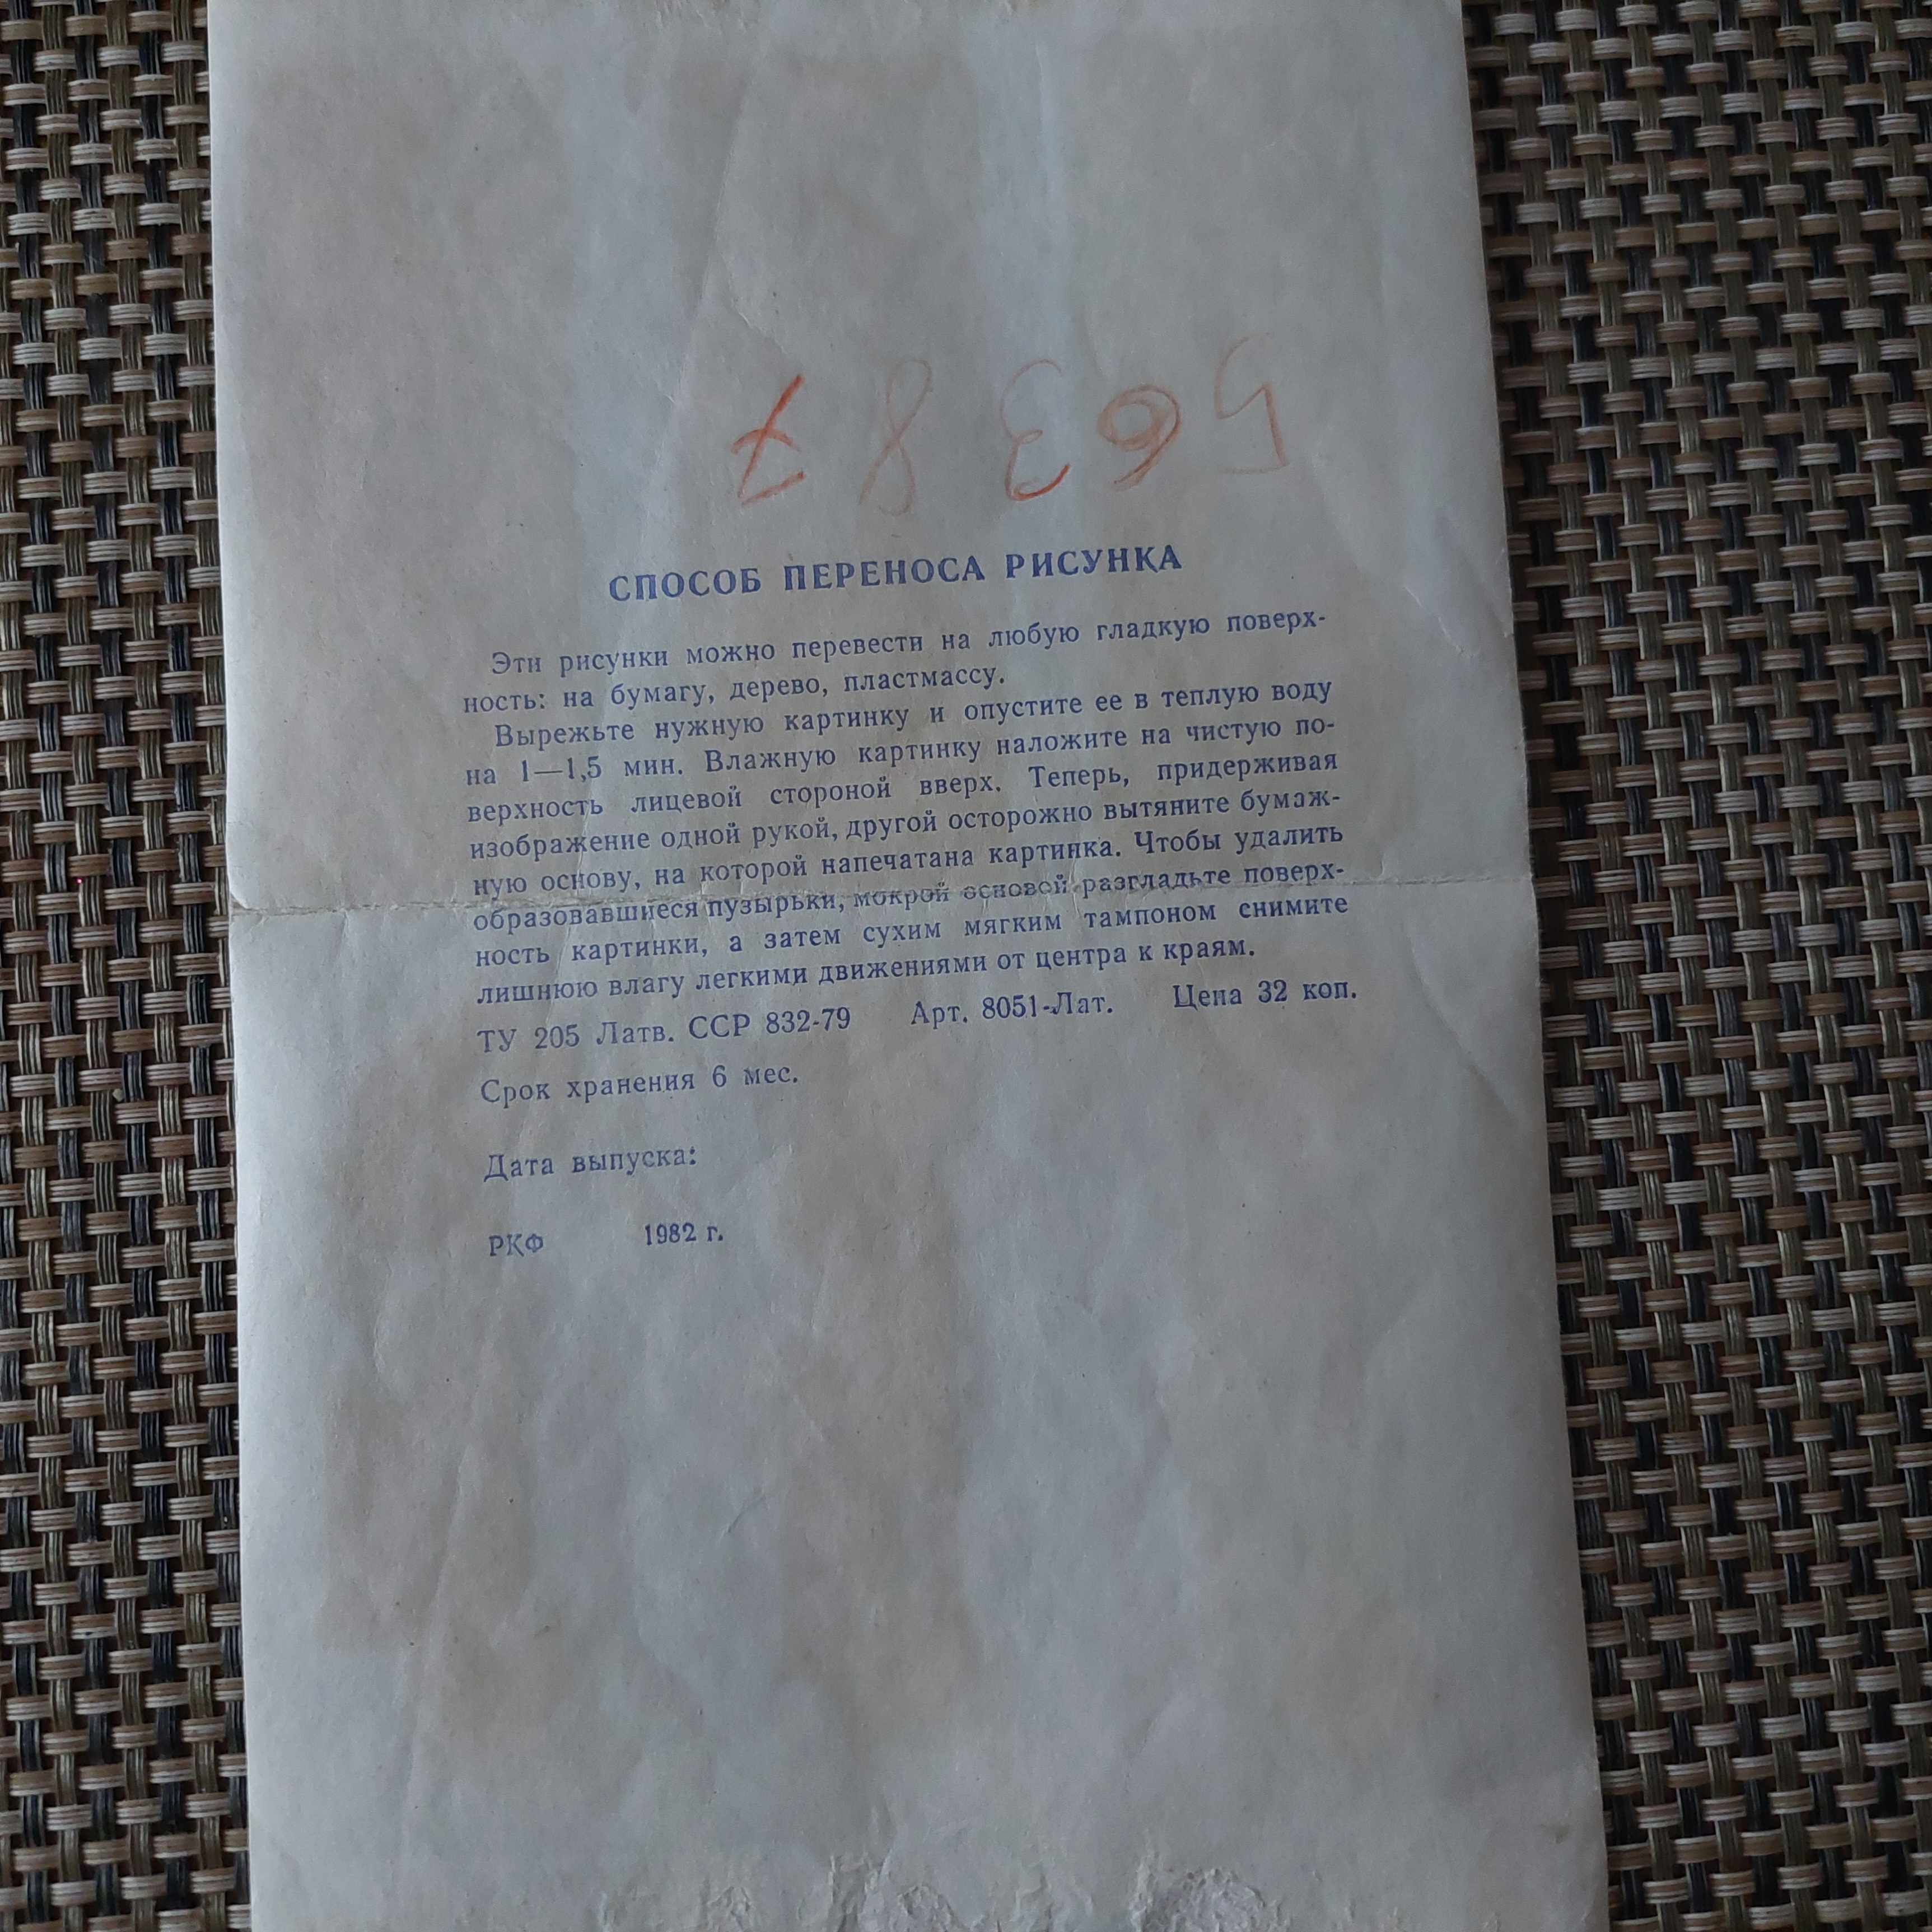 56387
СПОСОБ ПЕРЕНОСА РИСУНКА
Эти рисунки можно перевести на любую гладкую поверх-
ность: на бумагу, дерево, пластмассу.
Вырежьте нужную картинку и опустите ее в теплую воду
на 1—1,5 мин. Влажную картинку наложите на чистую по-
верхность лицевой стороной вверх. Теперь, придерживая
изображение одной рукой, другой осторожно вытяните бумаж-
ную основу, на которой напечатана картинка. Чтобы удалить
образовавшиеся пузырьки, мокрой основой разгладьте поверх-
ность картинки, а затем сухим мягким тампоном снимите
лишнюю влагу легкими движениями от центра к краям.
ТУ 205 Латв. ССР 832-79 Арт. 8051-Лат. Цена 32 коп.
Срок хранения 6 мес.
Дата выпуска:
РКФ 1982 г.